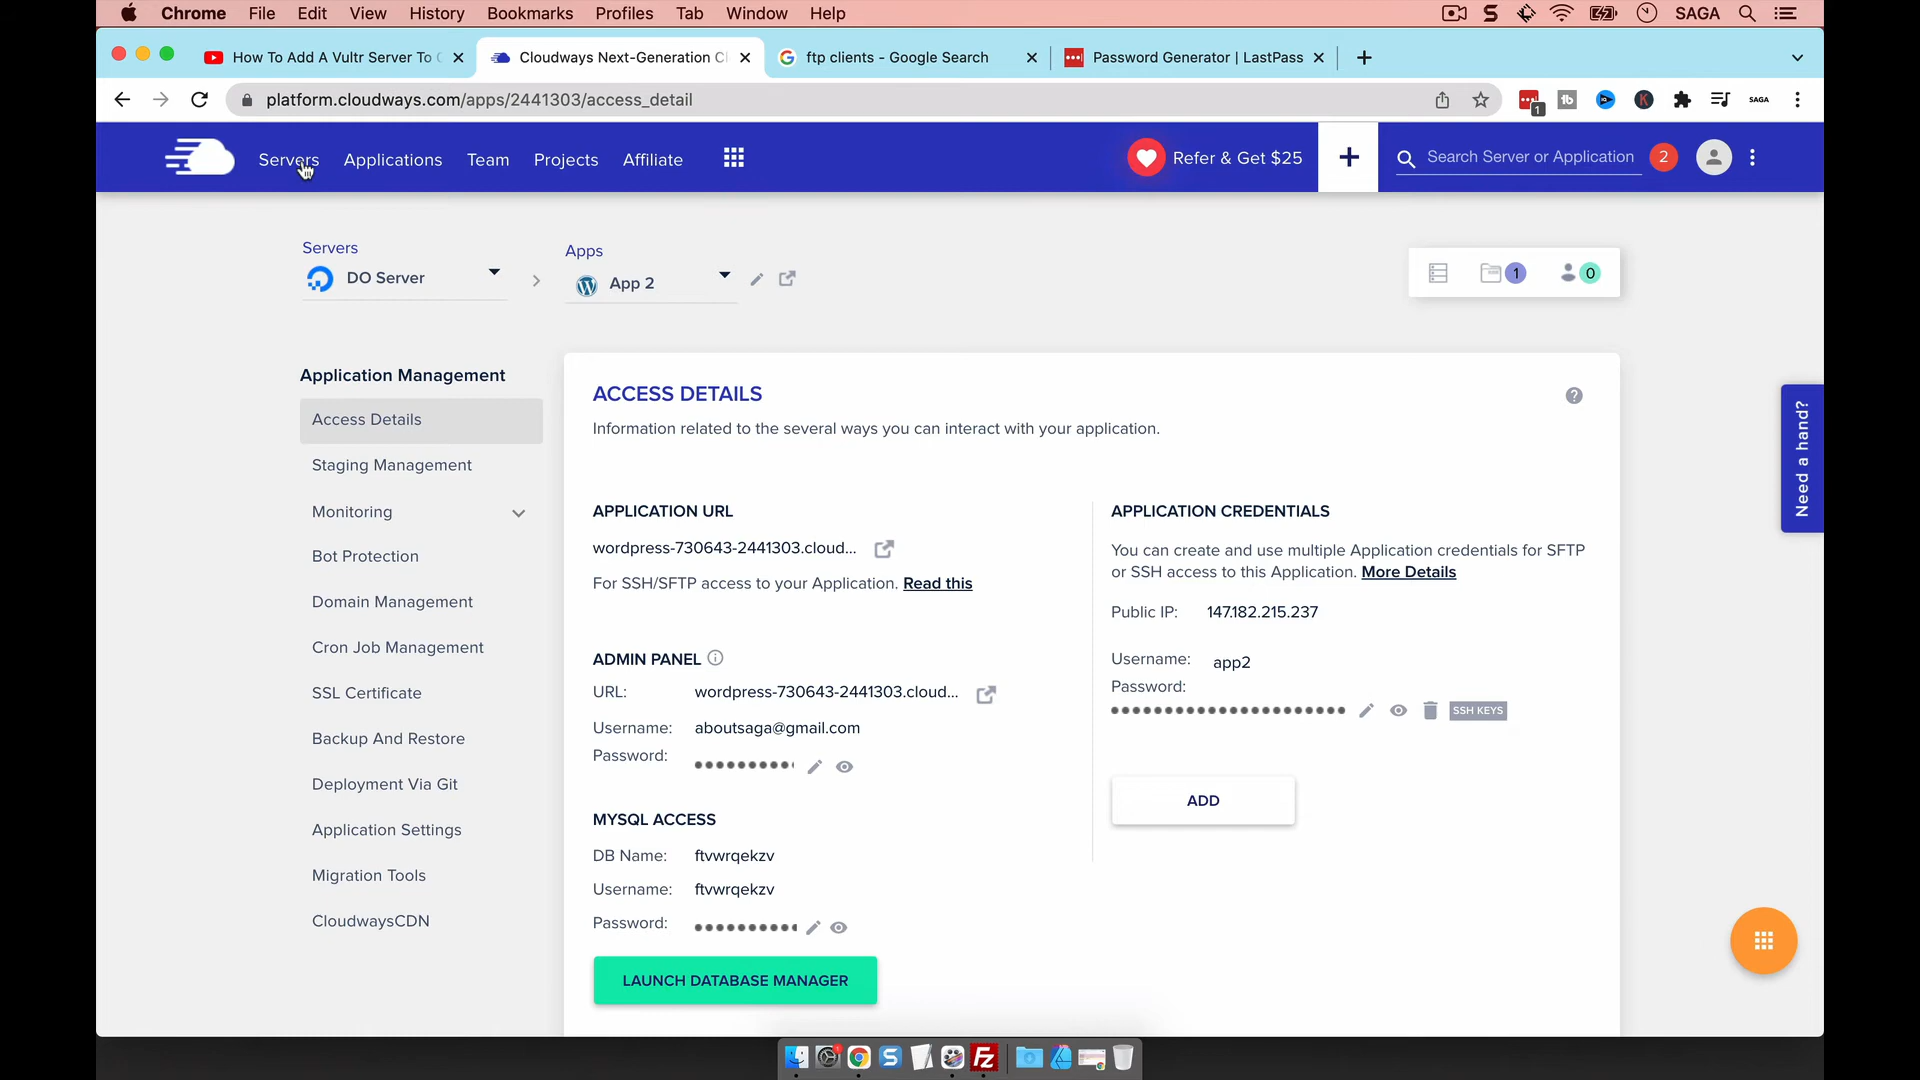 Chrome File Edit View History Bookmarks Profiles Tab Window Help SAGA
How To Add A Vultr Server To C
Cloudways Next-Generation Cl
ftp clients - Google Search
Password Generator | LastPass
platform.cloudways.com/apps/2441303/access_detail
1
tb
K
SAGA
Servers Applications Team Projects Affiliate
Refer & Get $25
+
Search Server or Application
2
Servers
DO Server
Apps
App 2
1
0
Application Management
Access Details
Staging Management
Monitoring
Bot Protection
Domain Management
Cron Job Management
SSL Certificate
Backup And Restore
Deployment Via Git
Application Settings
Migration Tools
CloudwaysCDN
ACCESS DETAILS
Information related to the several ways you can interact with your application.
APPLICATION URL
wordpress-730643-2441303.cloud...
For SSH/SFTP access to your Application. Read this
ADMIN PANEL
URL: wordpress-730643-2441303.cloud...
Username: aboutsaga@gmail.com
Password:
MYSQL ACCESS
DB Name: ftvwrqekzv
Username: ftvwrqekzv
Password:
LAUNCH DATABASE MANAGER
APPLICATION CREDENTIALS
You can create and use multiple Application credentials for SFTP
or SSH access to this Application. More Details
Public IP: 147.182.215.237
Username: app2
Password:
SSH KEYS
ADD
Need a hand?